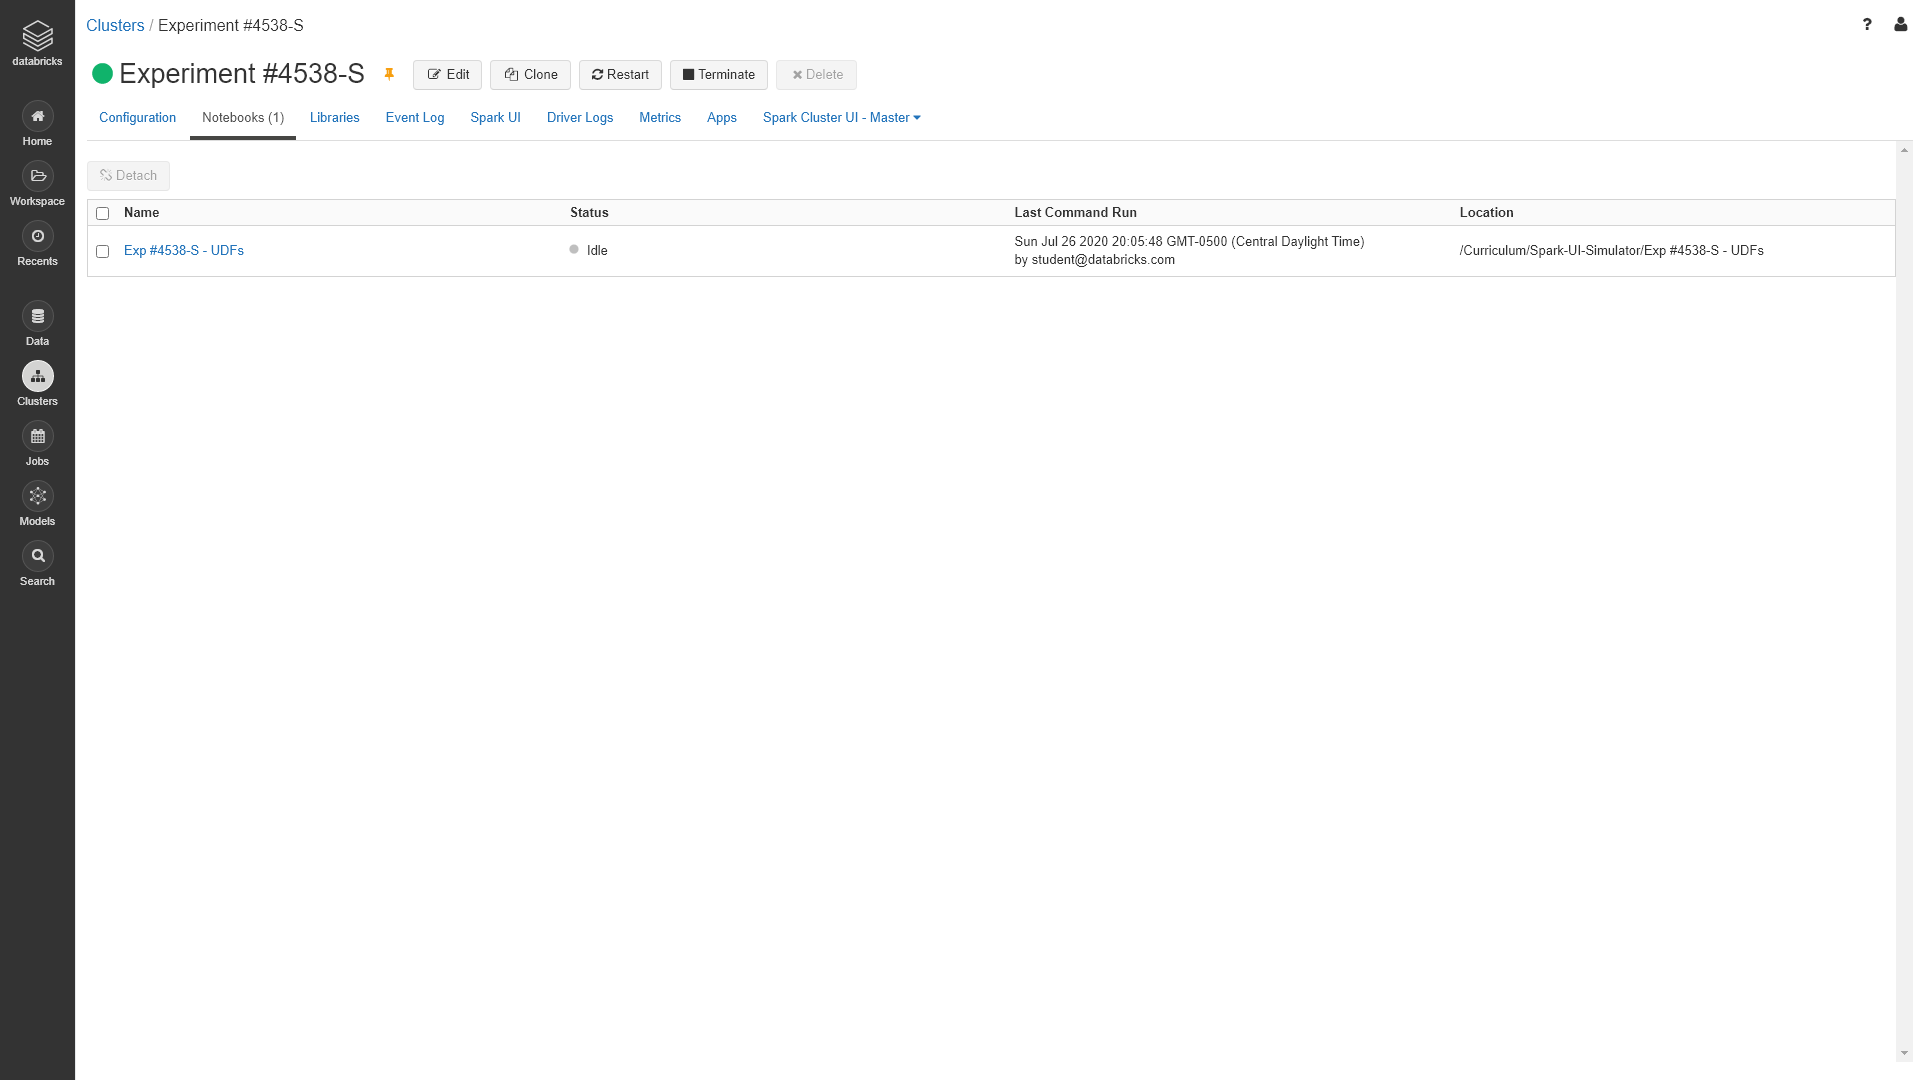 databricks
Home
Workspace
Recents
Data
Clusters
Jobs
Models
Search
Clusters / Experiment #4538-S
?
Experiment #4538-S
Edit
Clone
Restart
Terminate
Delete
Configuration
Notebooks (1)
Libraries
Event Log
Spark UI
Driver Logs
Metrics
Apps
Spark Cluster UI - Master
Detach
Name
Status
Last Command Run
Location
Exp #4538-S - UDFs
Idle
Sun Jul 26 2020 20:05:48 GMT-0500 (Central Daylight Time)
by student@databricks.com
/Curriculum/Spark-UI-Simulator/Exp #4538-S - UDFs